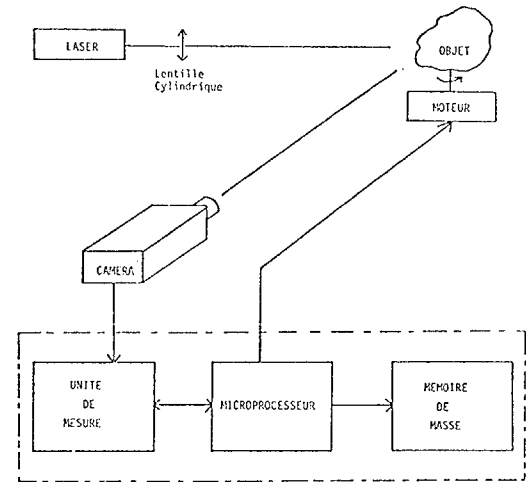 LASER
Lentille
Cylindrique
OBJET
MOTEUR
CAMERA
UNITE
DE
MESURE
MICROPROCESSEUR
MEMOIRE
DE
MASSE